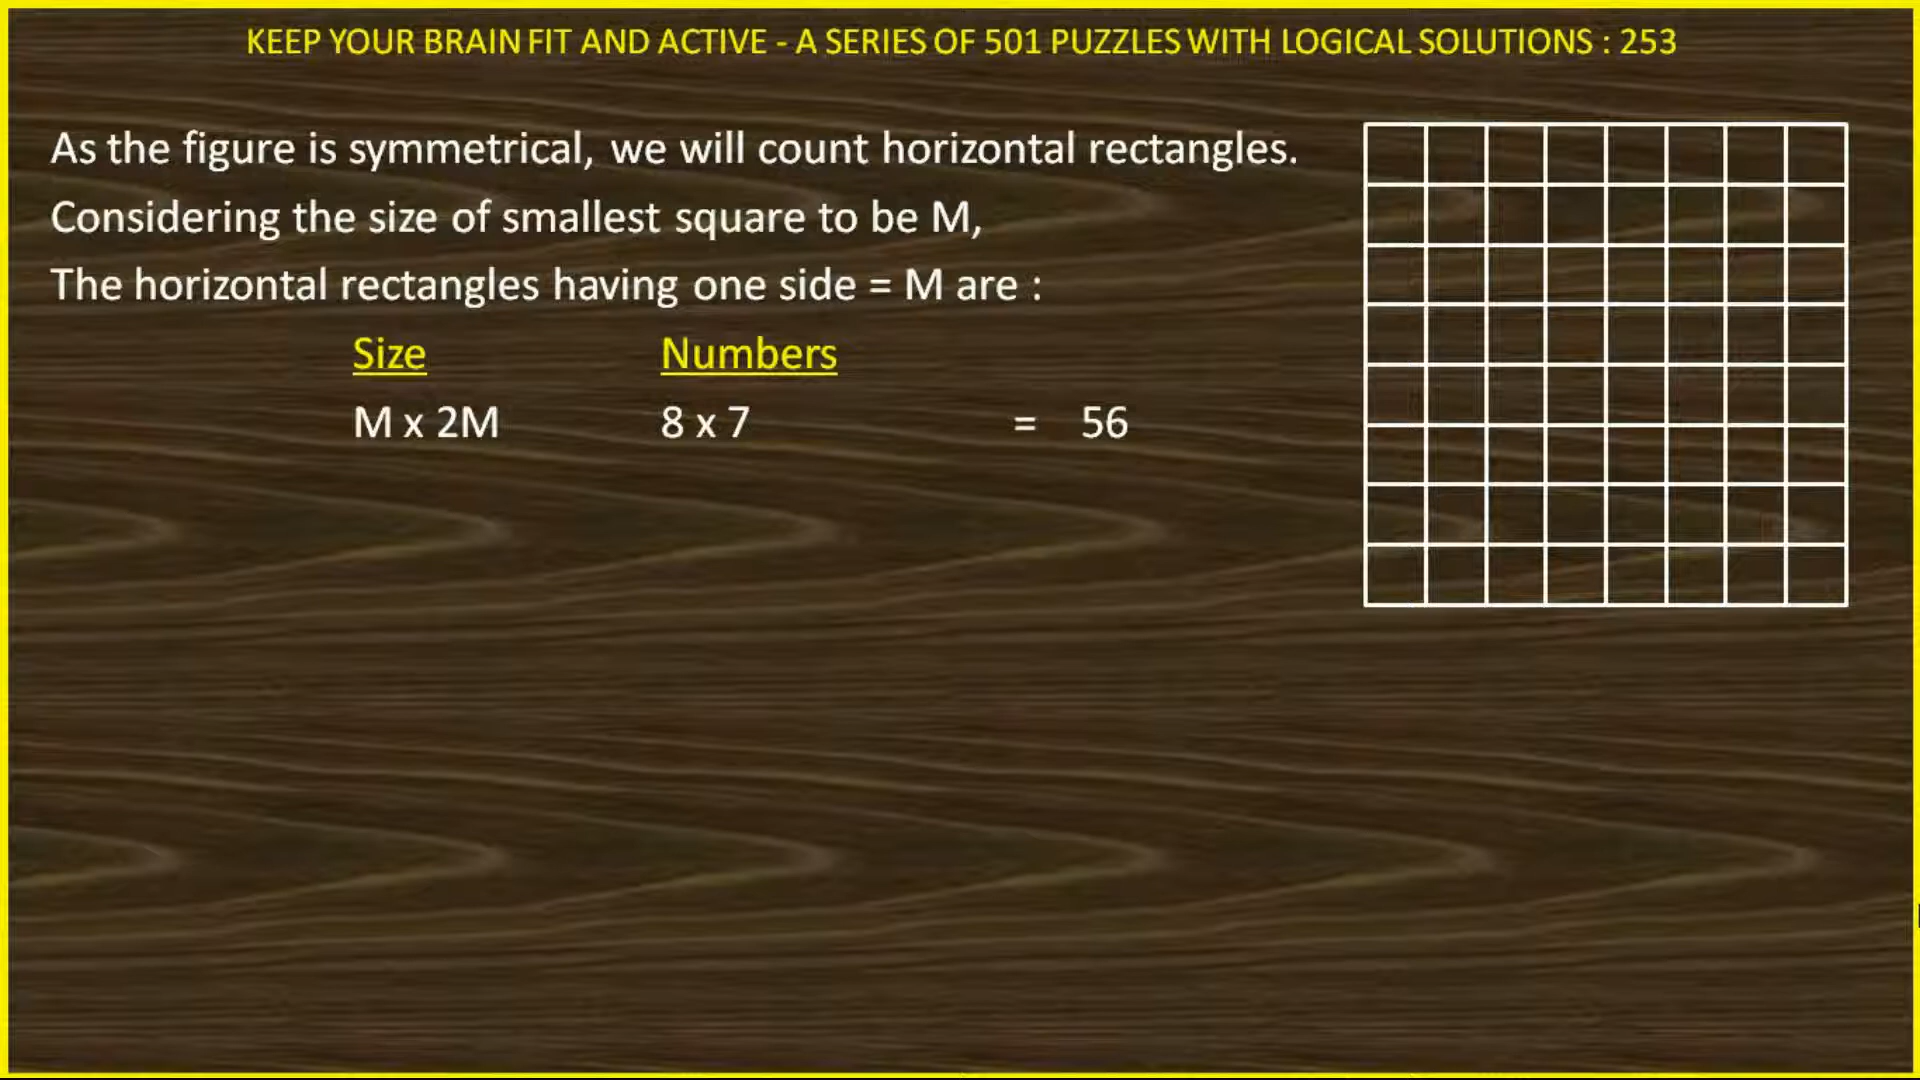 KEEP YOUR BRAIN FIT AND ACTIVE - A SERIES OF 501 PUZZLES WITH LOGICAL SOLUTIONS : 253
As the figure is symmetrical, we will count horizontal rectangles.
Considering the size of smallest square to be M,
The horizontal rectangles having one side = M are :
Size Numbers
M x 2M 8 x 7 = 56